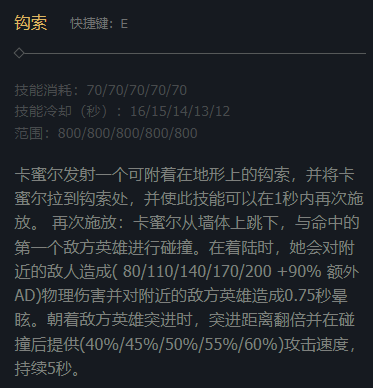 钩索 快捷键：E
技能消耗：70/70/70/70/70
技能冷却（秒）：16/15/14/13/12
范围：800/800/800/800/800
卡蜜尔发射一个可附着在地形上的钩索，并将卡
蜜尔拉到钩索处，并使此技能可以在1秒内再次施
放。 再次施放：卡蜜尔从墙体上跳下，与命中的
第一个敌方英雄进行碰撞。在着陆时，她会对附
近的敌人造成( 80/110/140/170/200 +90% 额外
AD)物理伤害并对附近的敌方英雄造成0.75秒晕
眩。朝着敌方英雄突进时，突进距离翻倍并在碰
撞后提供(40%/45%/50%/55%/60%)攻击速度，
持续5秒。